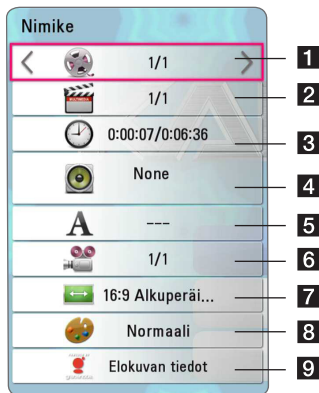 Nimike
1/1 1
1/1 2
0:00:07/0:06:36 3
None 4
A --- 5
1/1 6
16:9 Alkuperäi... 7
Normaali 8
Elokuvan tiedot 9